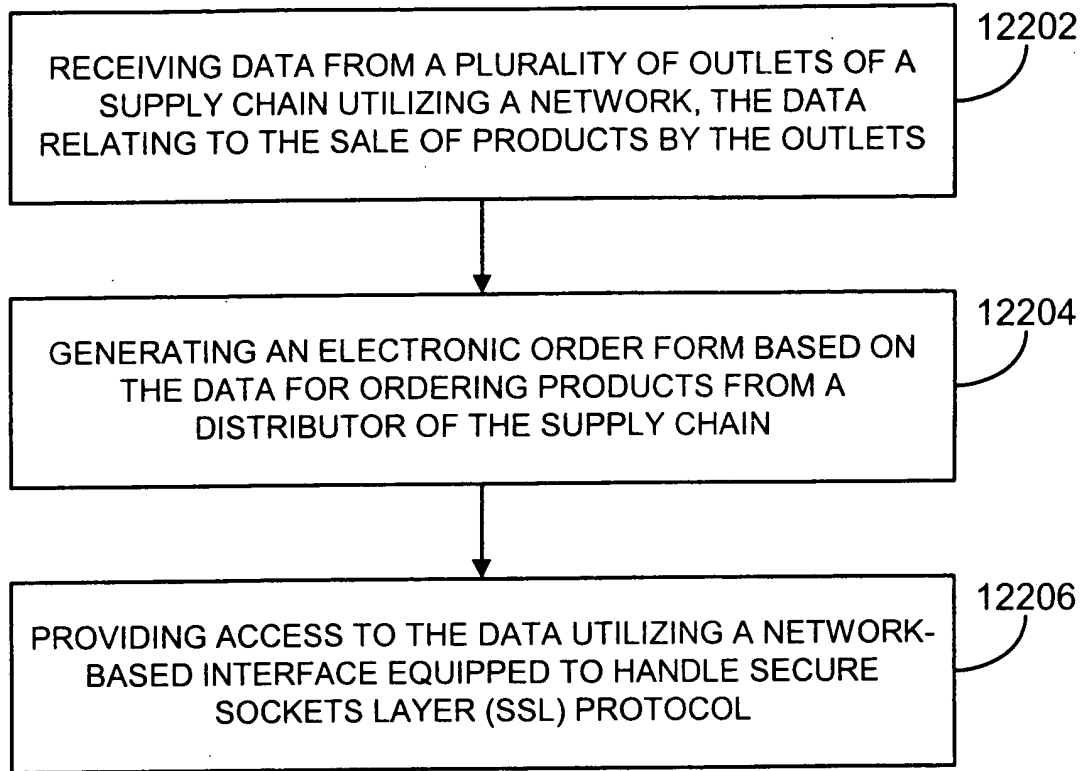 12202
RECEIVING DATA FROM A PLURALITY OF OUTLETS OF A
SUPPLY CHAIN UTILIZING A NETWORK, THE DATA
RELATING TO THE SALE OF PRODUCTS BY THE OUTLETS
12204
GENERATING AN ELECTRONIC ORDER FORM BASED ON
THE DATA FOR ORDERING PRODUCTS FROM A
DISTRIBUTOR OF THE SUPPLY CHAIN
12206
PROVIDING ACCESS TO THE DATA UTILIZING A NETWORK-
BASED INTERFACE EQUIPPED TO HANDLE SECURE
SOCKETS LAYER (SSL) PROTOCOL